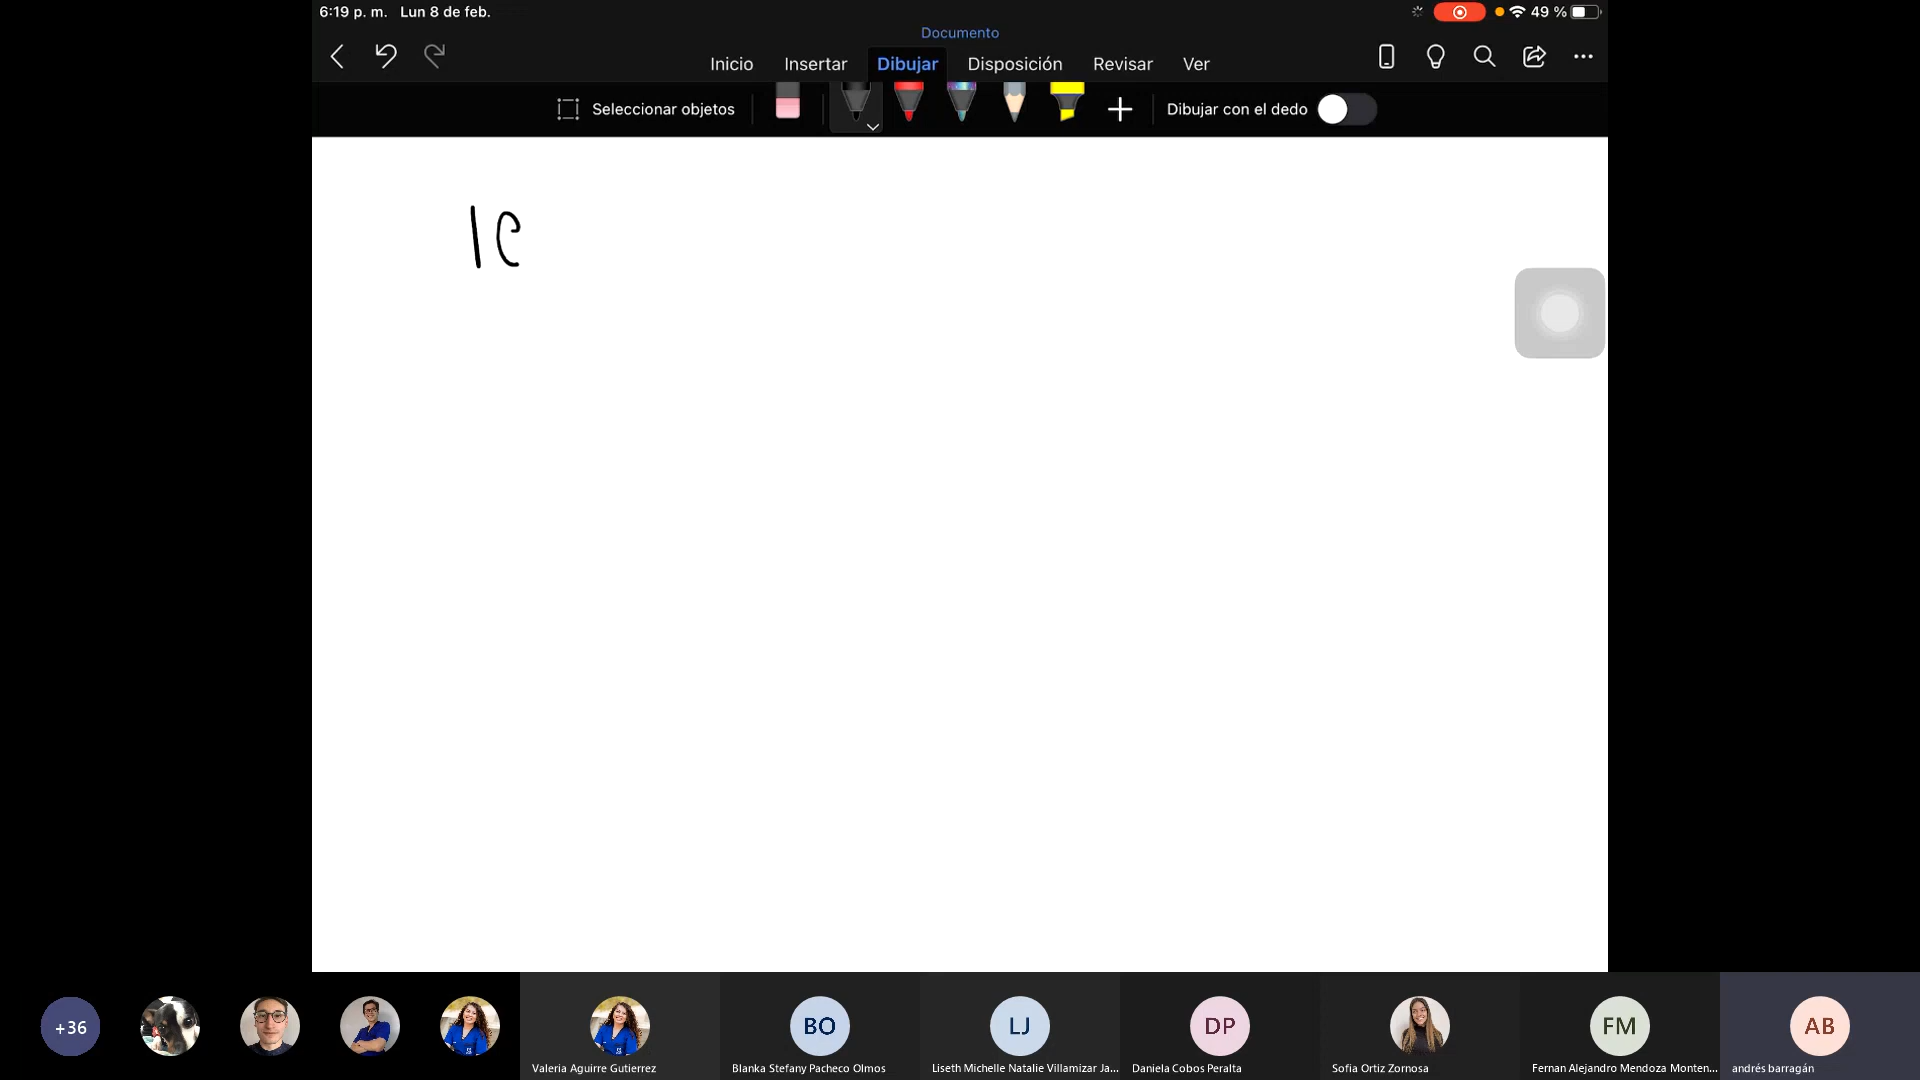 6:19 p. m. Lun 8 de feb.
49 %
Documento
Inicio Insertar Dibujar Disposición Revisar Ver
Seleccionar objetos
Dibujar con el dedo
+36
BO LJ DP FM AB
Valeria Aguirre Gutierrez Blanka Stefany Pacheco Olmos Liseth Michelle Natalie Villamizar Ja... Daniela Cobos Peralta Sofia Ortiz Zornosa Fernan Alejandro Mendoza Monten... andrés barragán